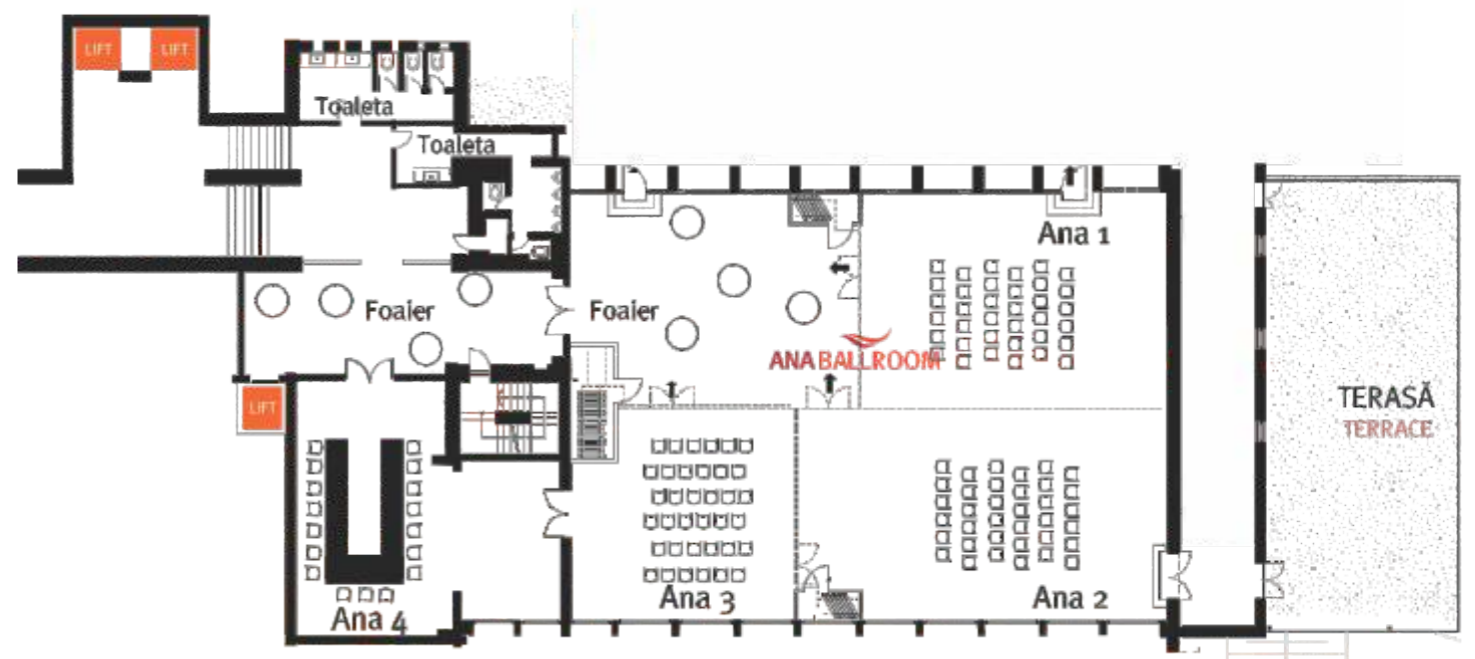 LIFT
LIFT
Toaleta
Toaleta
Ana 1
Foaier
Foaier
ANA BALLROOM
LIFT
TERASĂ
TERRACE
Ana 4
Ana 3
Ana 2